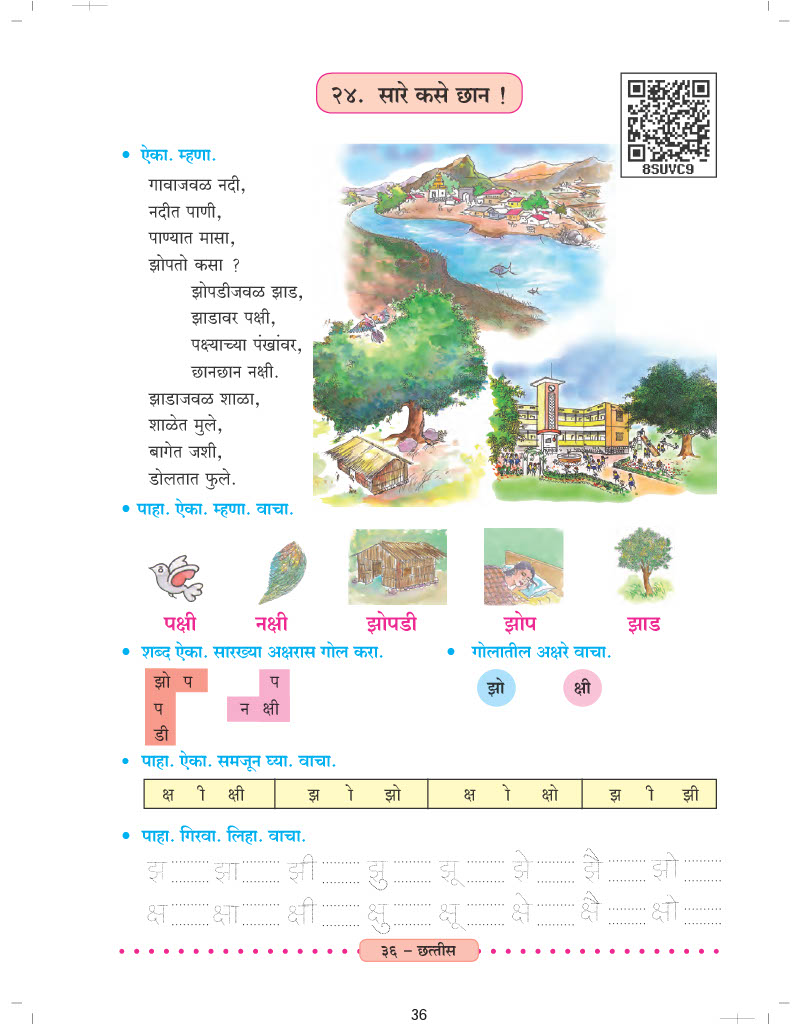 २४. सारे कसे छान !
8SUVC9
• ऐका. म्हणा.
गावाजवळ नदी,
नदीत पाणी,
पाण्यात मासा,
झोपतो कसा ?
झोपडीजवळ झाड,
झाडावर पक्षी,
पक्ष्याच्या पंखांवर,
छानछान नक्षी.
झाडाजवळ शाळा,
शाळेत मुले,
बागेत जशी,
डोलतात फुले.
• पाहा. ऐका. म्हणा. वाचा.
पक्षी नक्षी झोपडी झोप झाड
• शब्द ऐका. सारख्या अक्षरास गोल करा.
झो प
प
डी
प
न क्षी
• गोलातील अक्षरे वाचा.
झो क्षी
• पाहा. ऐका. समजून घ्या. वाचा.
क्ष ी क्षी झ ो झो क्ष ो क्षो झ ी झी
• पाहा. गिरवा. लिहा. वाचा.
झ झा झी झु झू झे झै झो
क्ष क्षा क्षी क्षु क्षू क्षे क्षै क्षो
३६ – छत्तीस
36